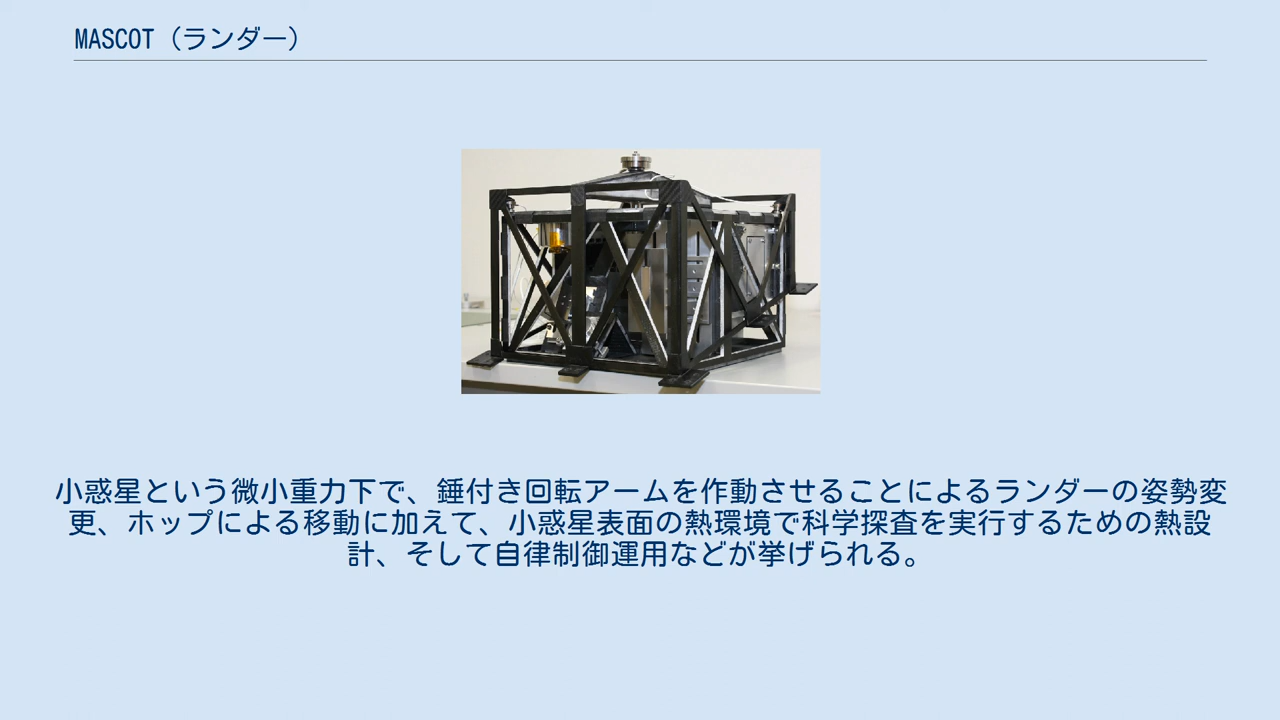 MASCOT（ランダー）
小惑星という微小重力下で、錘付き回転アームを作動させることによるランダーの姿勢変
更、ホップによる移動に加えて、小惑星表面の熱環境で科学探査を実行するための熱設
計、そして自律制御運用などが挙げられる。